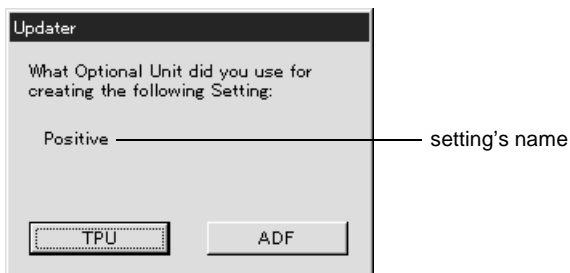 Updater
What Optional Unit did you use for
creating the following Setting:
Positive
setting's name
TPU
ADF